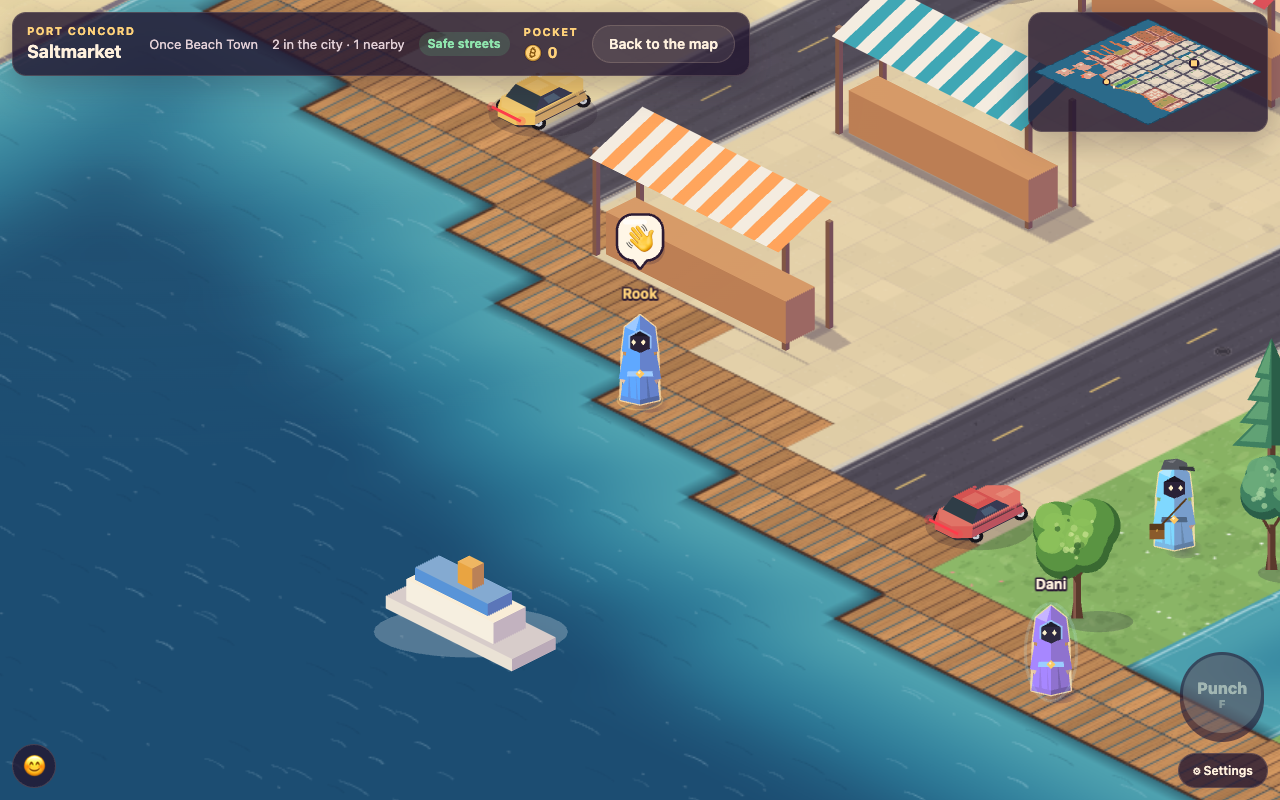 PORT CONCORD
Saltmarket
Once Beach Town
2 in the city · 1 nearby
Safe streets
POCKET
0
Back to the map
Rook
Dani
Punch
F
Settings